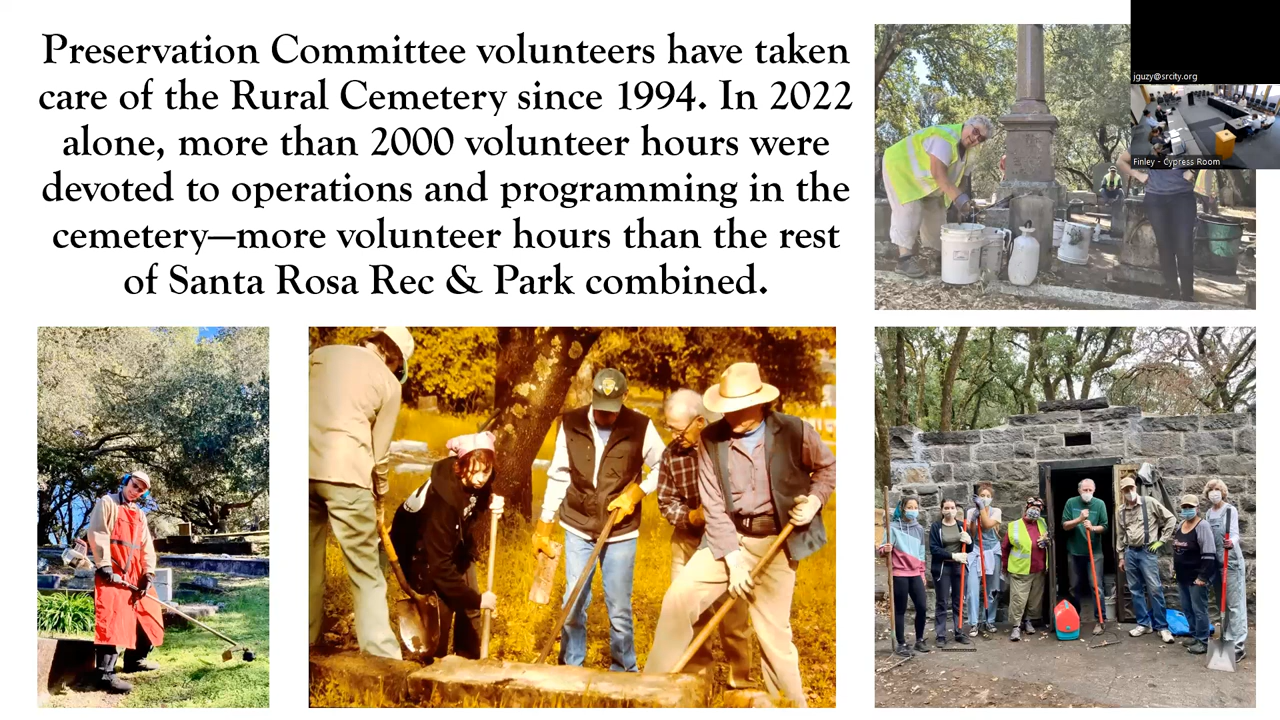 Preservation Committee volunteers have taken
care of the Rural Cemetery since 1994. In 2022
alone, more than 2000 volunteer hours were
devoted to operations and programming in the
cemetery—more volunteer hours than the rest
of Santa Rosa Rec & Park combined.
jguzy@srcity.org
Finley - Cypress Room